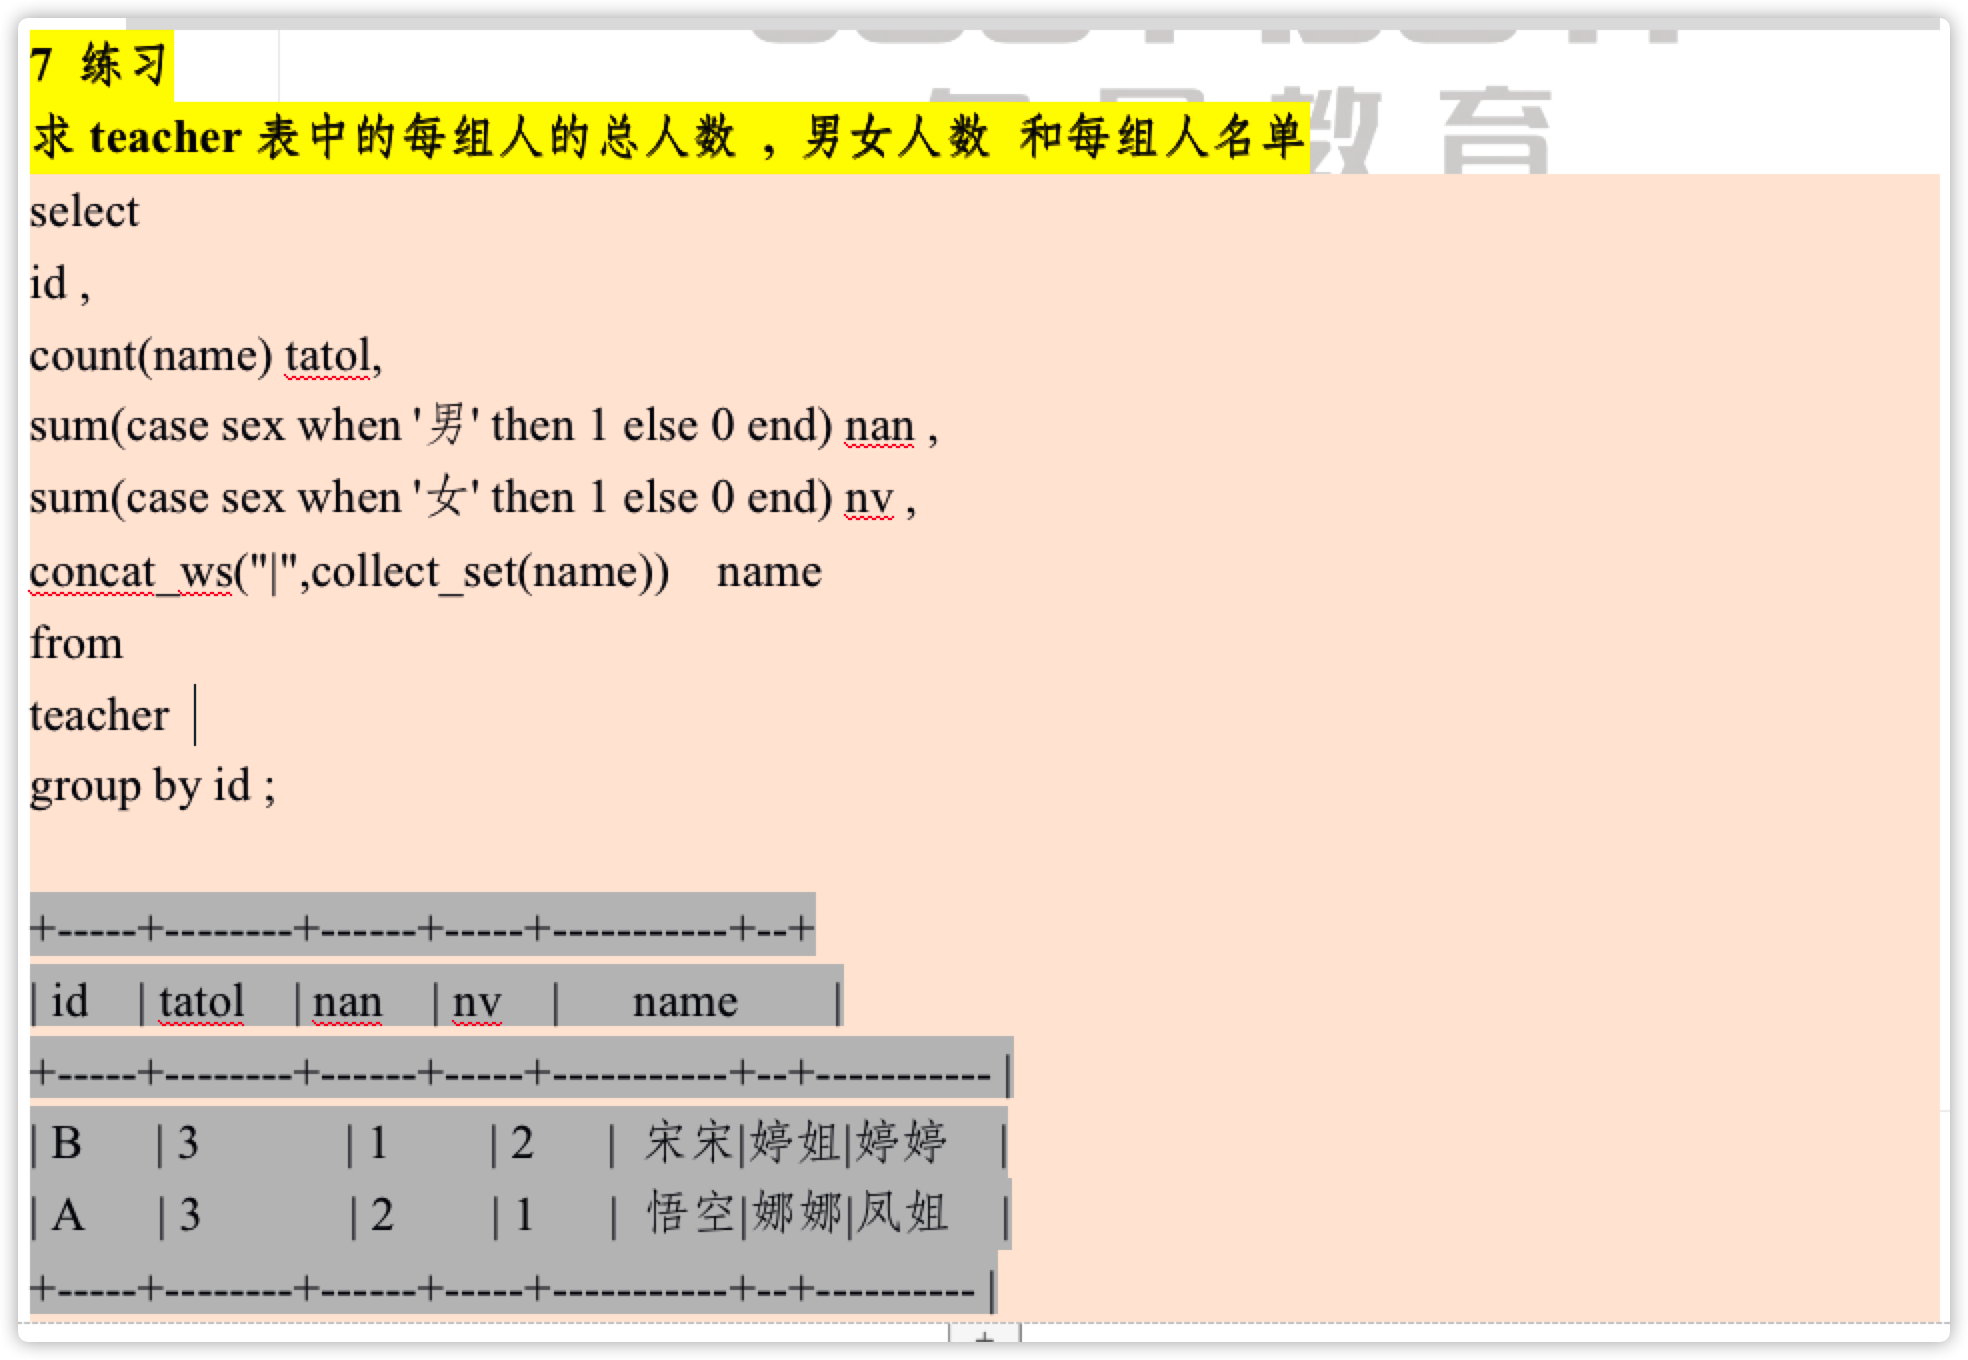 7 练习
求 teacher 表中的每组人的总人数 , 男女人数 和每组人名单
教育
select
id ,
count(name) tatol,
sum(case sex when '男' then 1 else 0 end) nan ,
sum(case sex when '女' then 1 else 0 end) nv ,
concat_ws("|",collect_set(name)) name
from
teacher
group by id ;
+-----+--------+------+-----+-----------+--+
| id | tatol | nan | nv | name |
+-----+--------+------+-----+-----------+--+----------- |
| B | 3 | 1 | 2 | 宋宋|婷姐|婷婷 |
| A | 3 | 2 | 1 | 悟空|娜娜|凤姐 |
+-----+--------+------+-----+-----------+--+---------- |